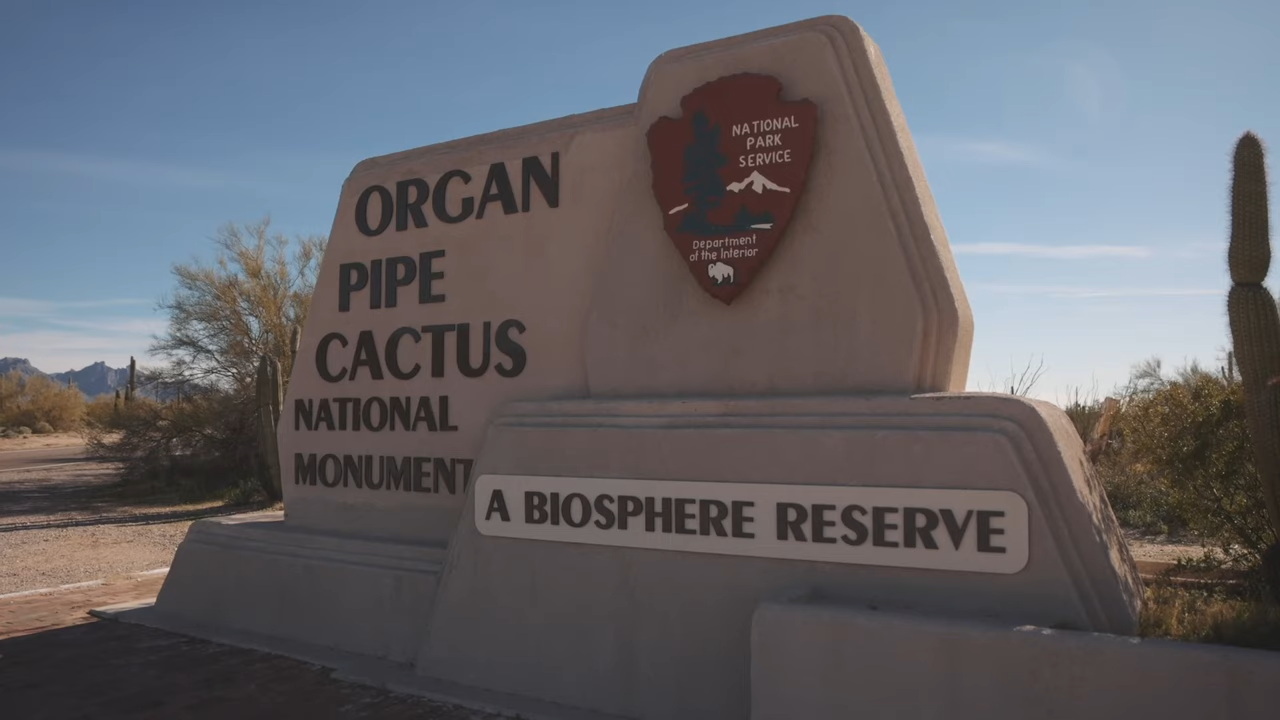 ORGAN
PIPE
CACTUS
NATIONAL
MONUMENT
NATIONAL
PARK
SERVICE
Department
of the Interior
A BIOSPHERE RESERVE